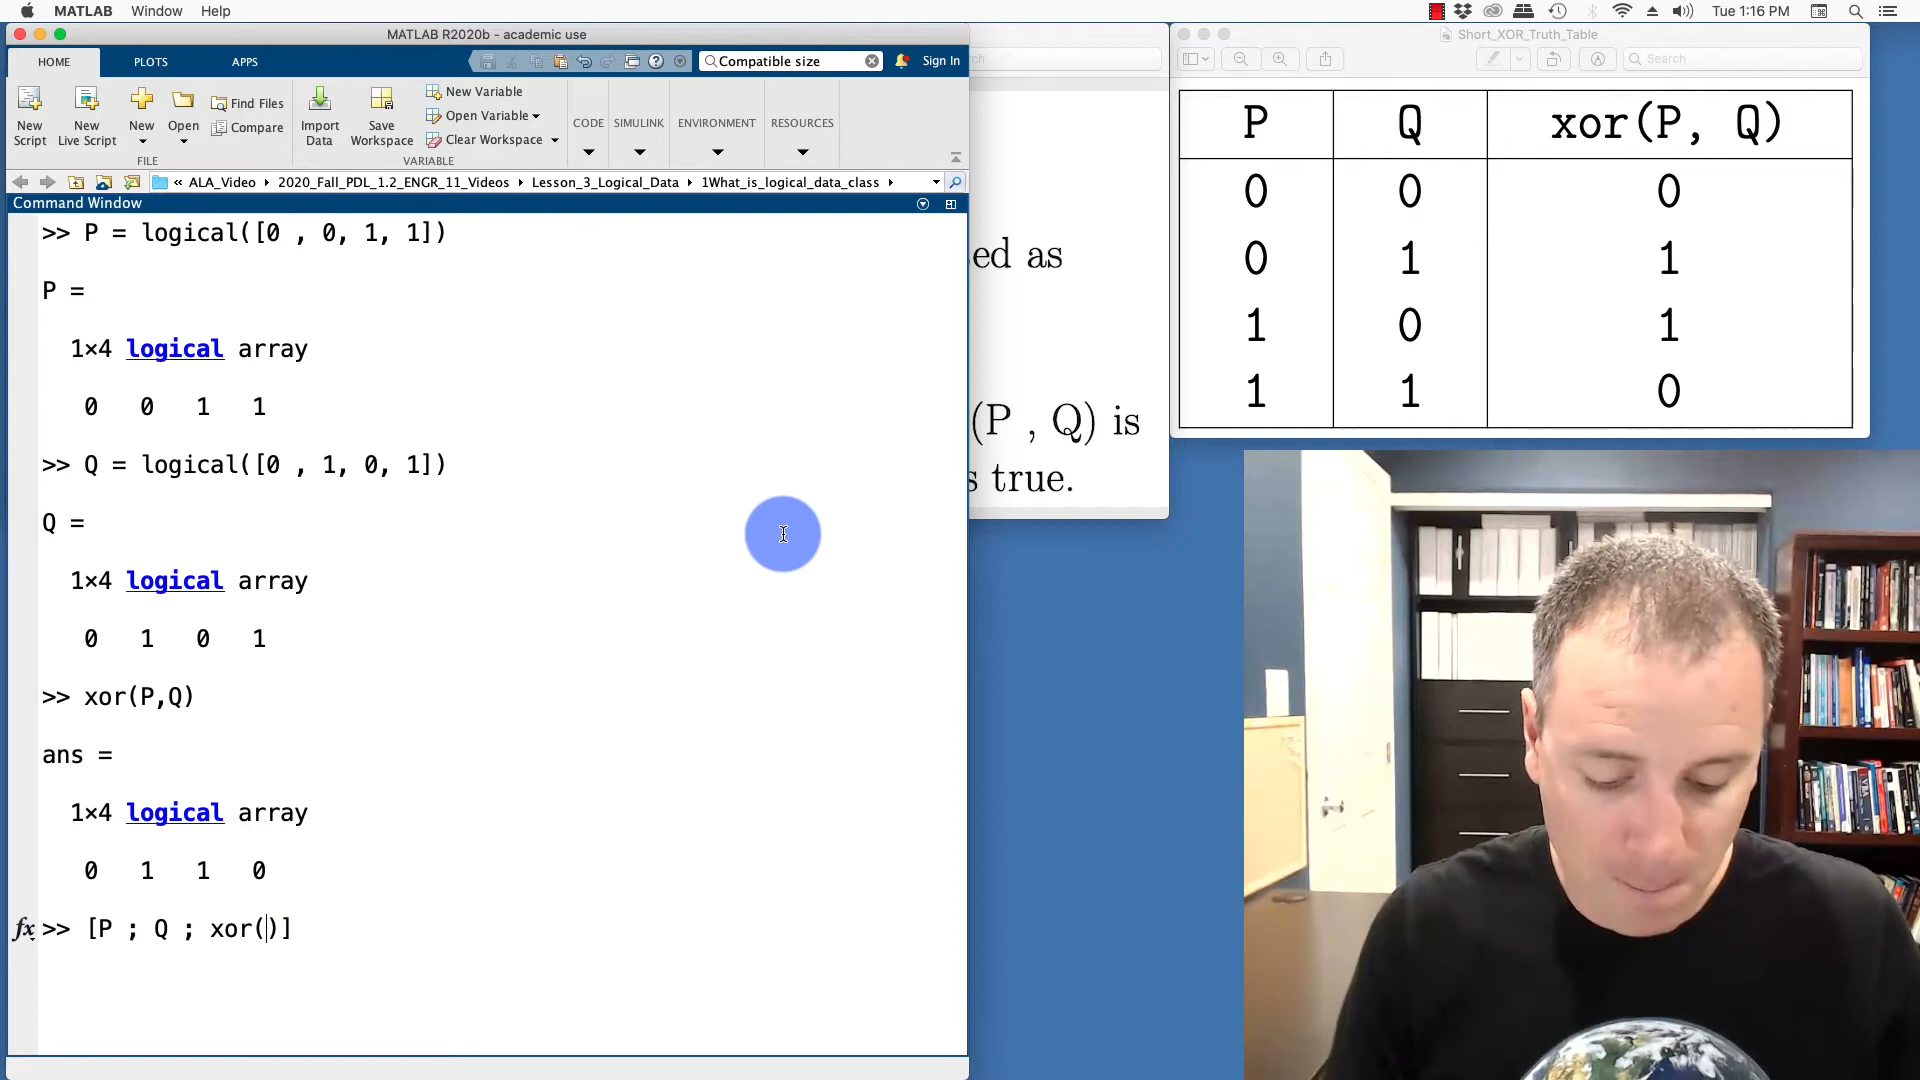 MATLAB Window Help
Tue 1:16 PM
MATLAB R2020b - academic use
HOME PLOTS APPS
Compatible size
Sign In
New Script
New Live Script
New
Open
Find Files
Compare
FILE
Import Data
Save Workspace
New Variable
Open Variable
Clear Workspace
VARIABLE
CODE
SIMULINK
ENVIRONMENT
RESOURCES
« ALA_Video 2020_Fall_PDL_1.2_ENGR_11_Videos Lesson_3_Logical_Data 1What_is_logical_data_class
Command Window
>> P = logical([0 , 0, 1, 1])
P =
1×4 logical array
0 0 1 1
>> Q = logical([0 , 1, 0, 1])
Q =
1×4 logical array
0 1 0 1
>> xor(P,Q)
ans =
1×4 logical array
0 1 1 0
fx >> [P ; Q ; xor()]
ed as
(P , Q) is
s true.
Short_XOR_Truth_Table
Search
P Q xor(P, Q)
0 0 0
0 1 1
1 0 1
1 1 0